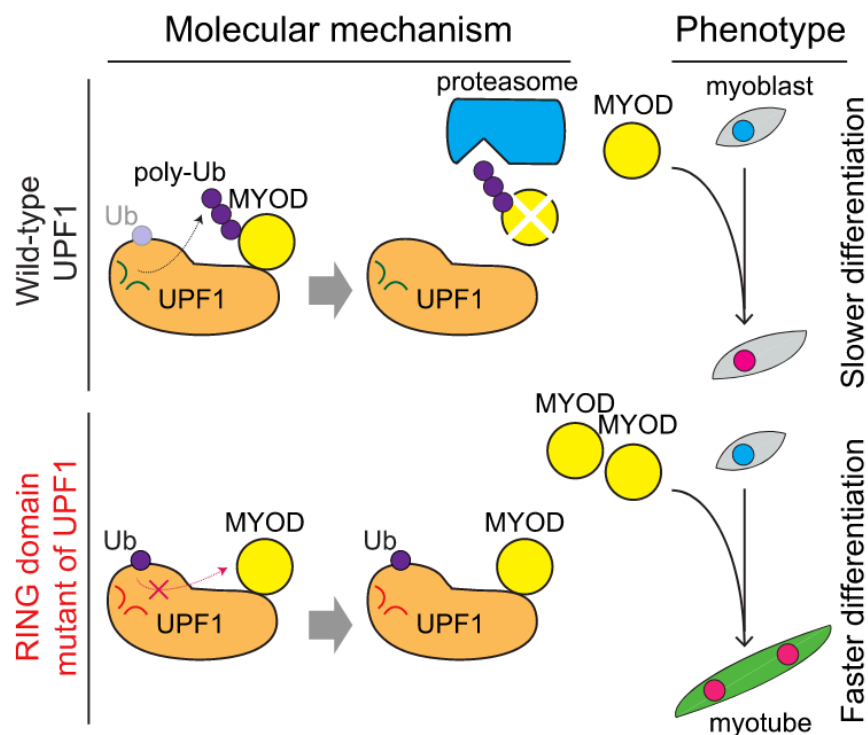 Molecular mechanism
Phenotype
Wild-type
UPF1
proteasome
MYOD
myoblast
poly-Ub
MYOD
Ub
UPF1
UPF1
Slower differentiation
RING domain
mutant of UPF1
MYOD
MYOD
Ub
MYOD
Ub
MYOD
UPF1
UPF1
myotube
Faster differentiation